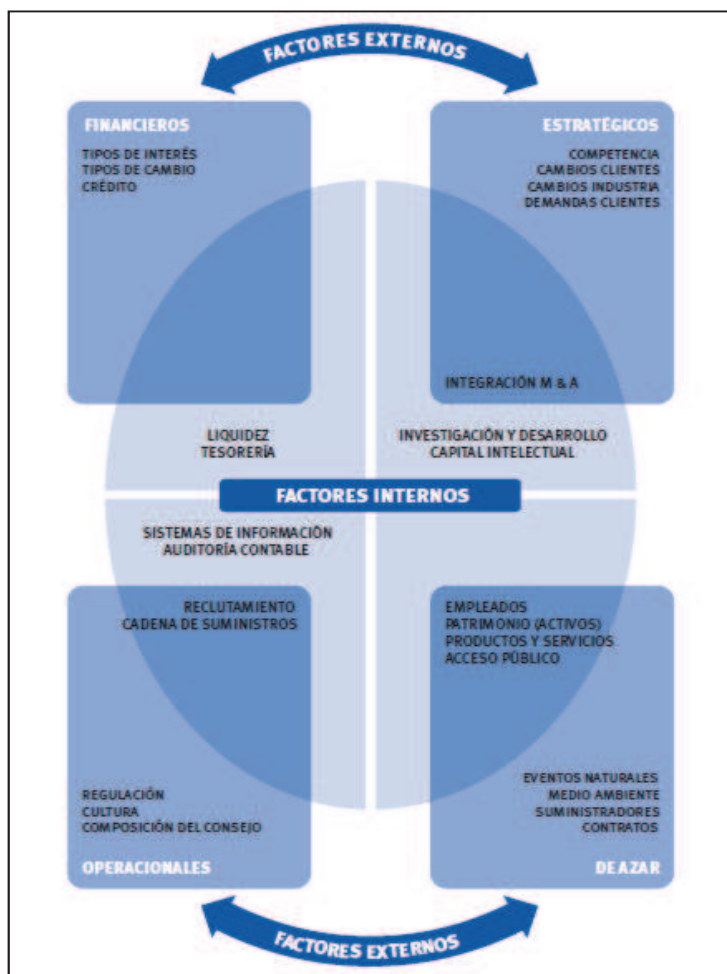 FACTORES EXTERNOS
FINANCIEROS
TIPOS DE INTERÉS
TIPOS DE CAMBIO
CRÉDITO
ESTRATÉGICOS
COMPETENCIA
CAMBIOS CLIENTES
CAMBIOS INDUSTRIA
DEMANDAS CLIENTES
INTEGRACIÓN M & A
LIQUIDEZ
TESORERÍA
INVESTIGACIÓN Y DESARROLLO
CAPITAL INTELECTUAL
FACTORES INTERNOS
SISTEMAS DE INFORMACIÓN
AUDITORÍA CONTABLE
RECLUTAMIENTO
CADENA DE SUMINISTROS
EMPLEADOS
PATRIMONIO (ACTIVOS)
PRODUCTOS Y SERVICIOS
ACCESO PÚBLICO
REGULACIÓN
CULTURA
COMPOSICIÓN DEL CONSEJO
OPERACIONALES
EVENTOS NATURALES
MEDIO AMBIENTE
SUMINISTRADORES
CONTRATOS
DE AZAR
FACTORES EXTERNOS